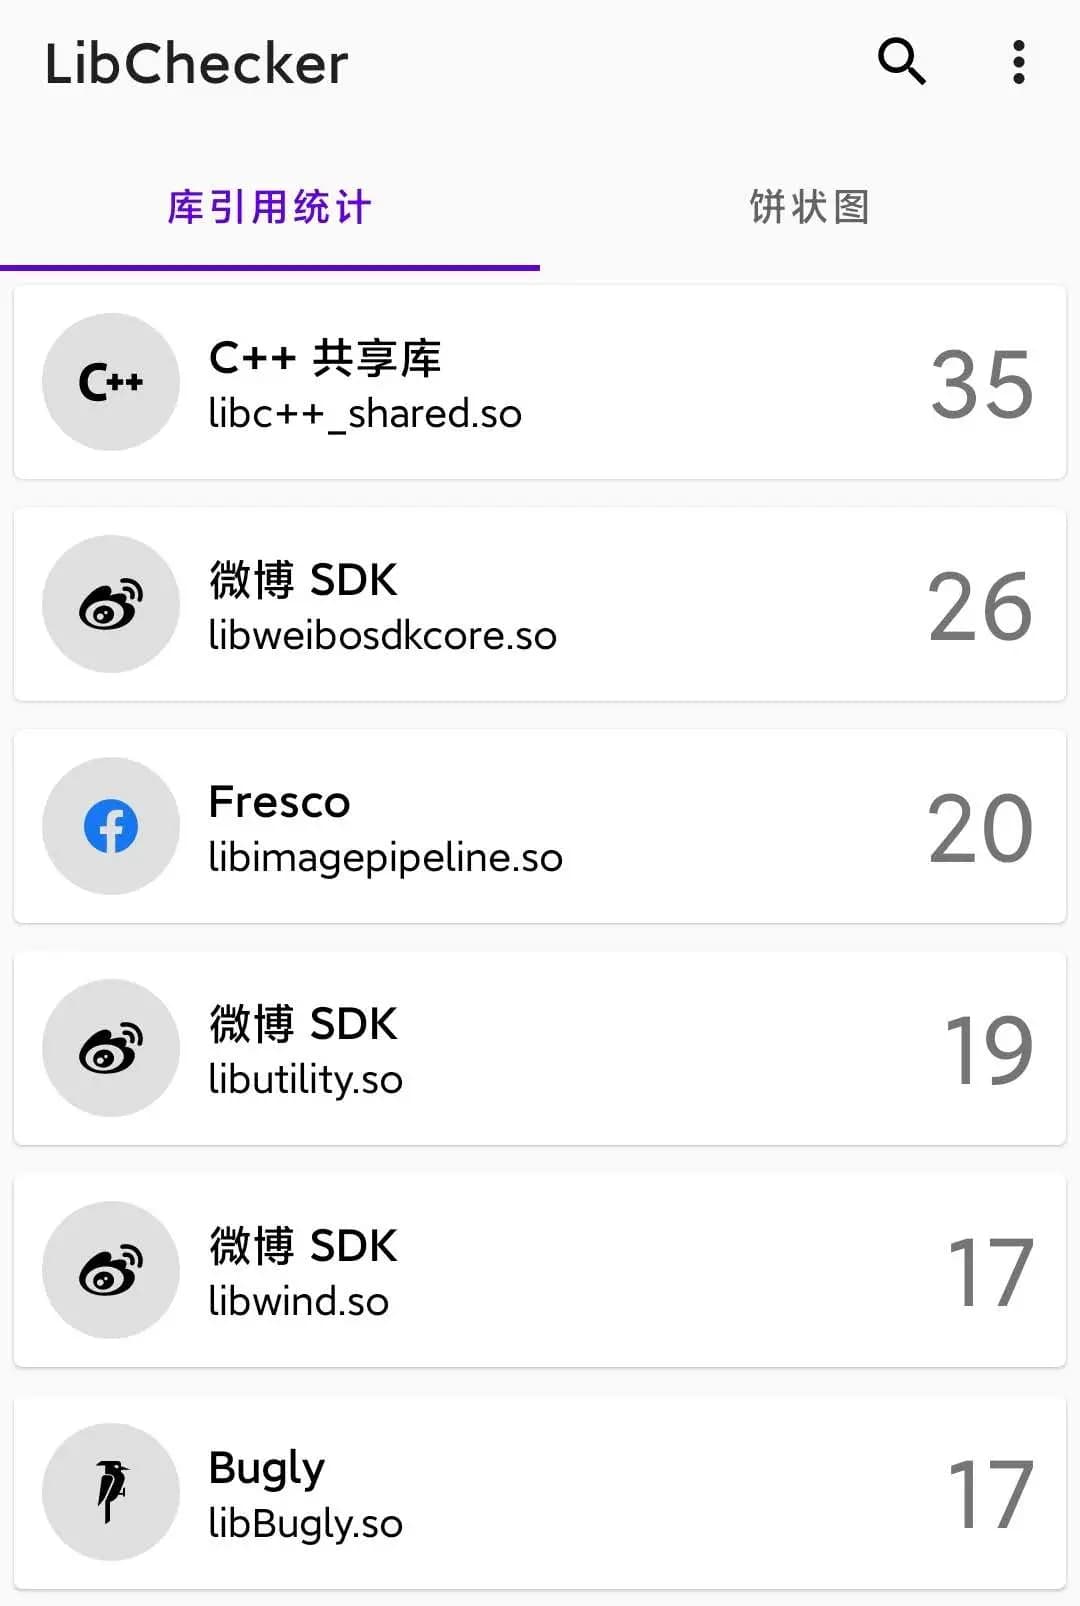 LibChecker
库引用统计
饼状图
C++
C++ 共享库
libc++_shared.so
35
微博 SDK
libweibosdkcore.so
26
Fresco
libimagepipeline.so
20
微博 SDK
libutility.so
19
微博 SDK
libwind.so
17
Bugly
libBugly.so
17